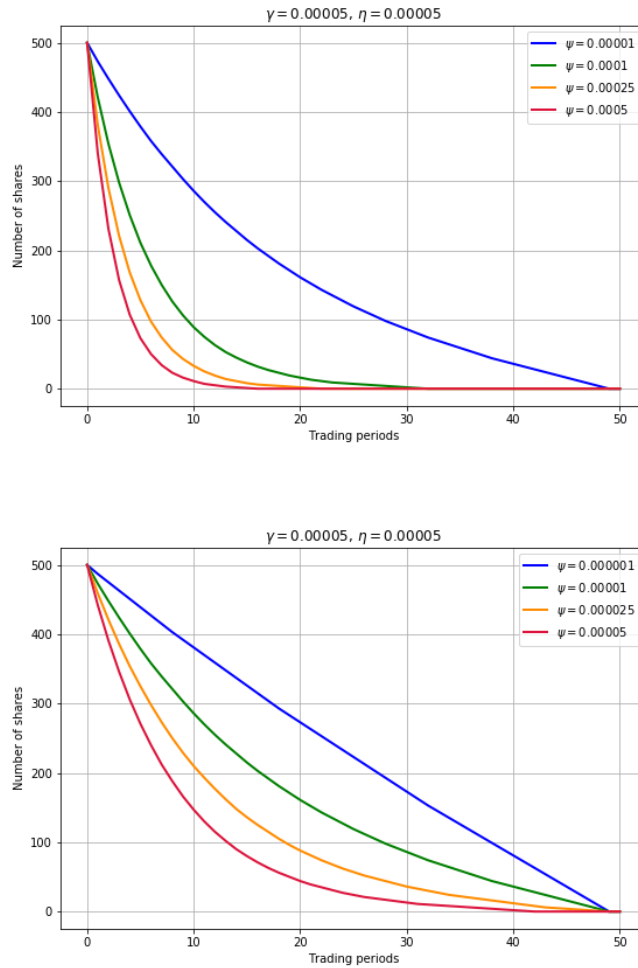 γ = 0.00005, η = 0.00005
500
400
300
200
100
0
Number of shares
ψ = 0.00001
ψ = 0.0001
ψ = 0.00025
ψ = 0.0005
0 10 20 30 40 50
Trading periods
γ = 0.00005, η = 0.00005
500
400
300
200
100
0
Number of shares
ψ = 0.000001
ψ = 0.00001
ψ = 0.000025
ψ = 0.00005
0 10 20 30 40 50
Trading periods